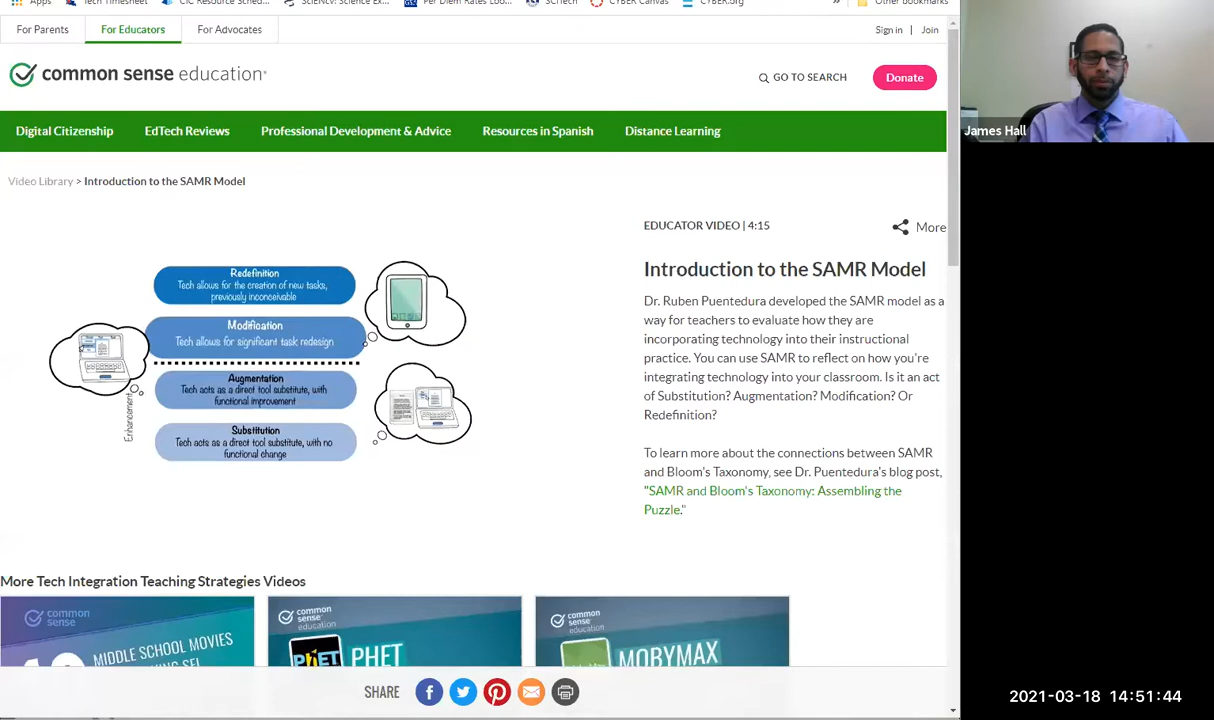 Apps
Tech Timesheet
CIC Resource Sched...
SciENcv: Science Ex...
Per Diem Rates Loo...
SciTech
CYBER Canvas
CYBER.org
»
Other bookmarks
For Parents
For Educators
For Advocates
Sign in | Join
common sense education®
GO TO SEARCH
Donate
Digital Citizenship
EdTech Reviews
Professional Development & Advice
Resources in Spanish
Distance Learning
James Hall
Video Library > Introduction to the SAMR Model
EDUCATOR VIDEO | 4:15
More
Redefinition
Tech allows for the creation of new tasks,
previously inconceivable
Modification
Tech allows for significant task redesign
Augmentation
Tech acts as a direct tool substitute, with
functional improvement
Enhancement
Substitution
Tech acts as a direct tool substitute, with no
functional change
Introduction to the SAMR Model
Dr. Ruben Puentedura developed the SAMR model as a
way for teachers to evaluate how they are
incorporating technology into their instructional
practice. You can use SAMR to reflect on how you're
integrating technology into your classroom. Is it an act
of Substitution? Augmentation? Modification? Or
Redefinition?
To learn more about the connections between SAMR
and Bloom's Taxonomy, see Dr. Puentedura's blog post,
"SAMR and Bloom's Taxonomy: Assembling the
Puzzle."
More Tech Integration Teaching Strategies Videos
common
sense
MIDDLE SCHOOL MOVIES
common
sense
education
PhET
PHET
common
sense
education
MOBYMAX
SHARE
2021-03-18 14:51:44